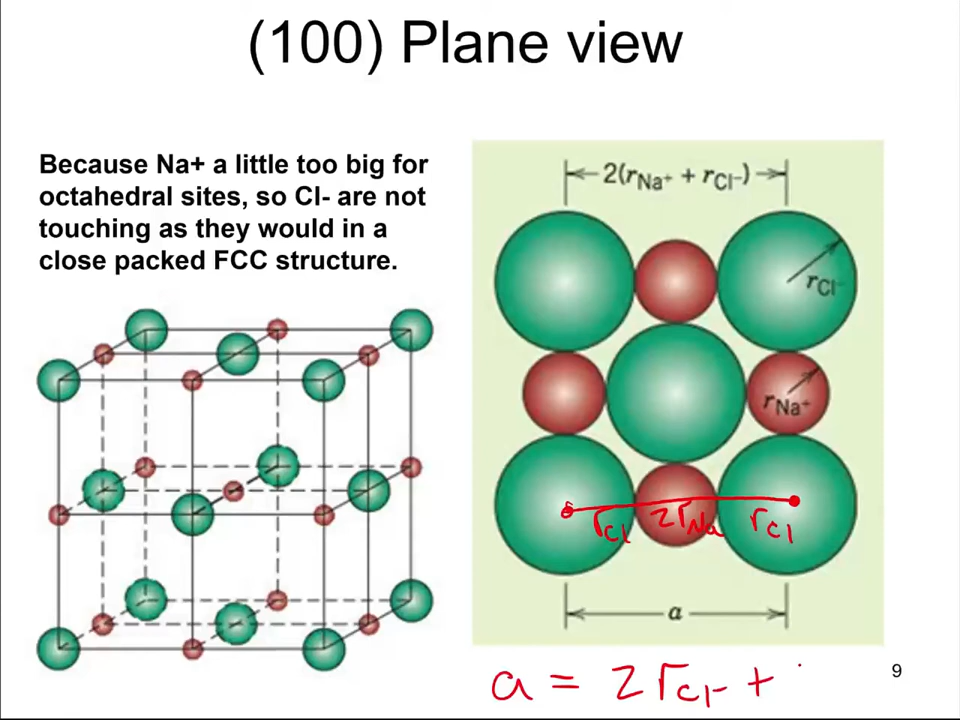 (100) Plane view
Because Na+ a little too big for
octahedral sites, so Cl- are not
touching as they would in a
close packed FCC structure.
2(rNa+ + rCl-)
rCl-
rNa+
rCl 2rNa rCl
a
a = 2rCl- +
9